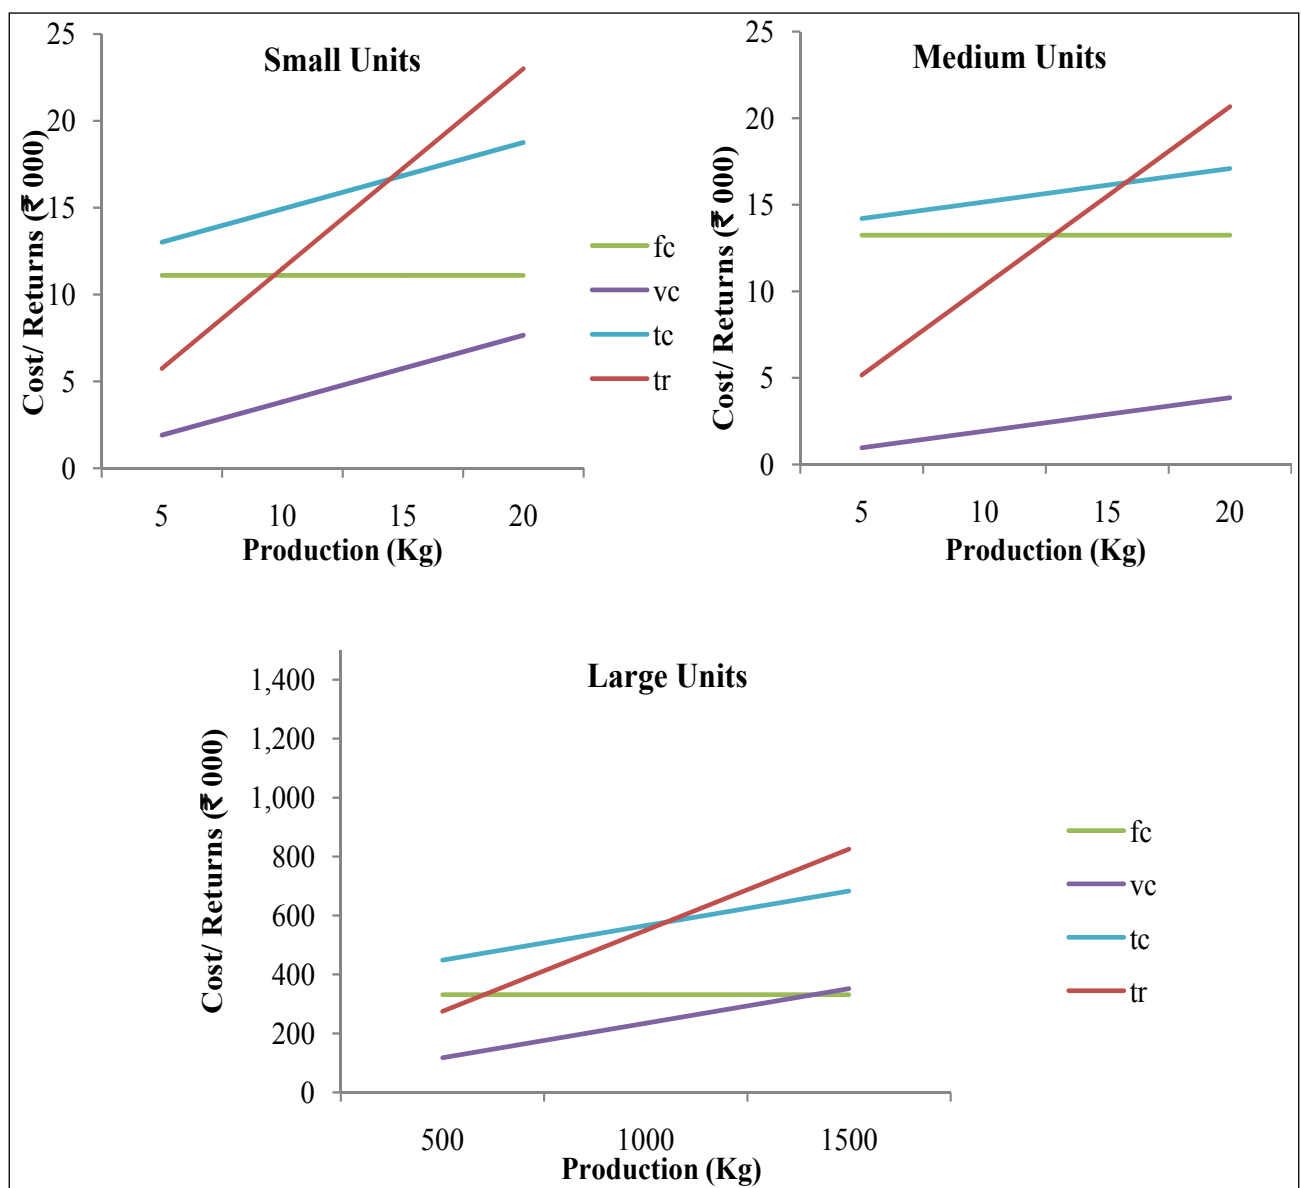 Small Units
Cost/ Returns (₹ 000)
25
20
15
10
5
0
5 10 15 20
Production (Kg)
fc
vc
tc
tr
Medium Units
Cost/ Returns (₹ 000)
25
20
15
10
5
0
5 10 15 20
Production (Kg)
Large Units
Cost/ Returns (₹ 000)
1,400
1,200
1,000
800
600
400
200
0
500 1000 1500
Production (Kg)
fc
vc
tc
tr